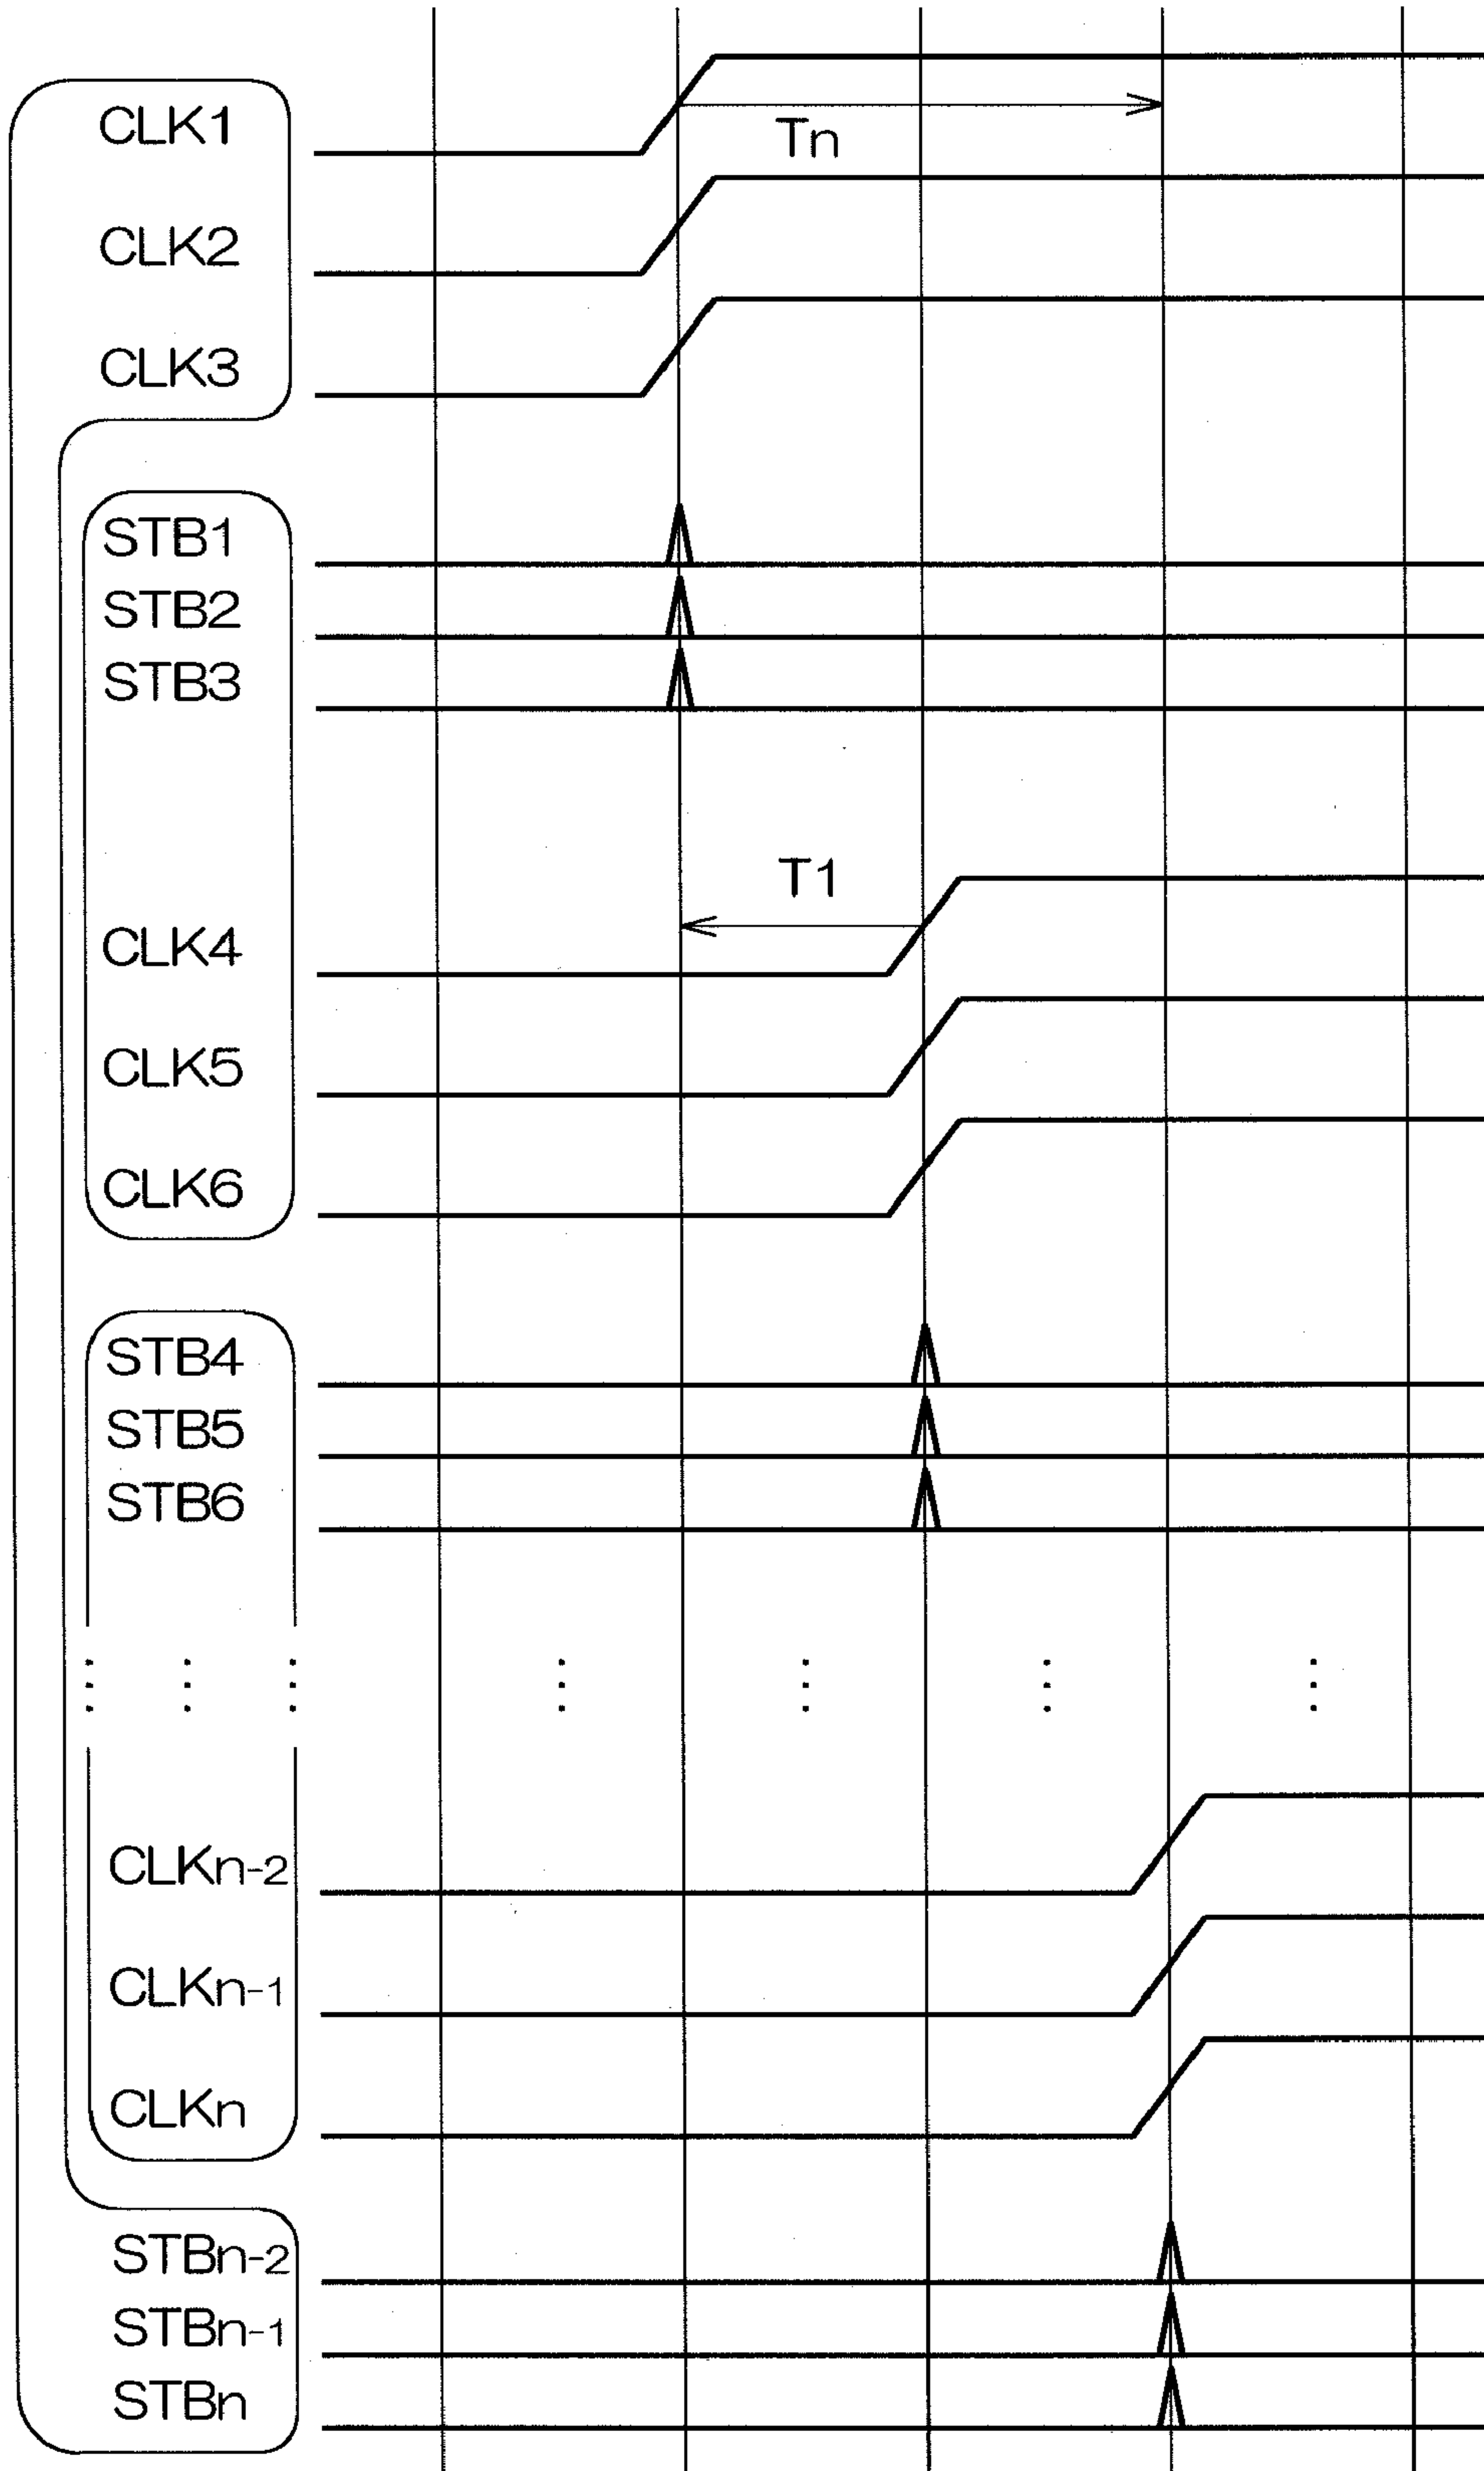 CLK1
Tn
CLK2
CLK3
STB1
STB2
STB3
T1
CLK4
CLK5
CLK6
STB4
STB5
STB6
CLKn-2
CLKn-1
CLKn
STBn-2
STBn-1
STBn